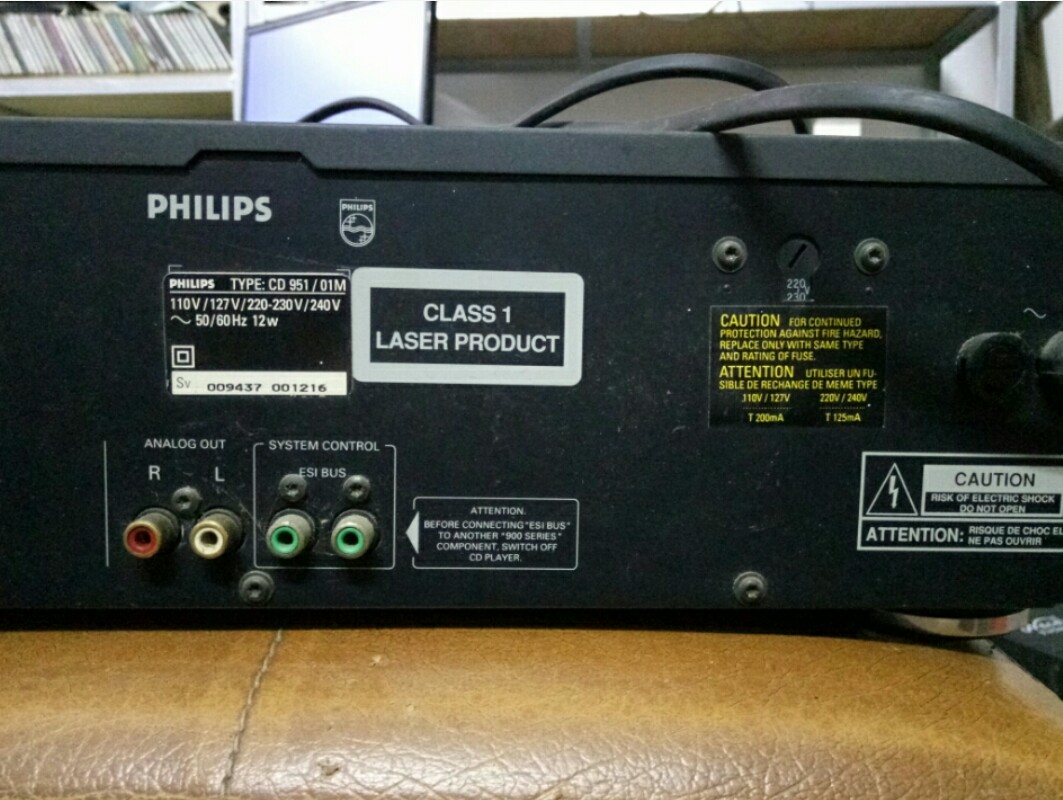 PHILIPS
PHILIPS
PHILIPS TYPE: CD 951/01M
110V/127V/220-230V/240V
~ 50/60Hz 12w
Sv 009437 001216
CLASS 1
LASER PRODUCT
220
V
230
CAUTION FOR CONTINUED
PROTECTION AGAINST FIRE HAZARD,
REPLACE ONLY WITH SAME TYPE
AND RATING OF FUSE.
ATTENTION UTILISER UN FU-
SIBLE DE RECHANGE DE MEME TYPE
110V/127V 220V/240V
T 200mA T 125mA
~
ANALOG OUT
R L
SYSTEM CONTROL
ESI BUS
ATTENTION.
BEFORE CONNECTING "ESI BUS"
TO ANOTHER "900 SERIES"
COMPONENT, SWITCH OFF
CD PLAYER.
CAUTION
RISK OF ELECTRIC SHOCK
DO NOT OPEN
ATTENTION: RISQUE DE CHOC EL
NE PAS OUVRIR